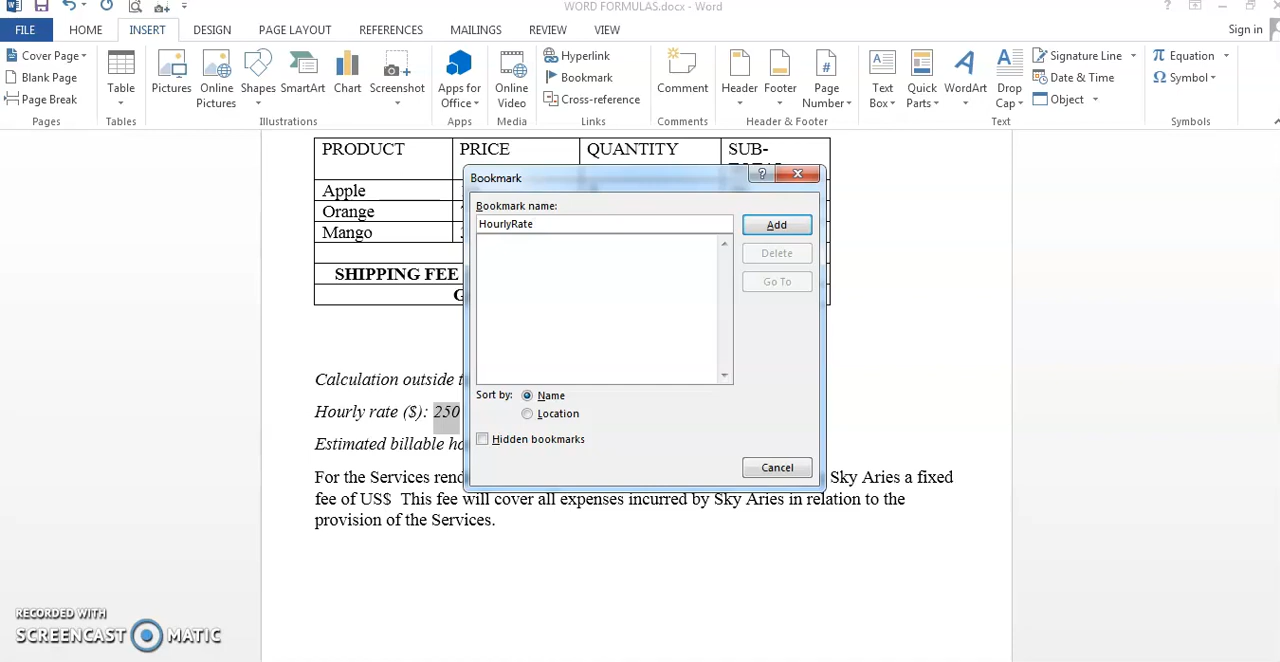 WORD FORMULAS.docx - Word
FILE HOME INSERT DESIGN PAGE LAYOUT REFERENCES MAILINGS REVIEW VIEW Sign in
Cover Page
Blank Page
Page Break
Pages
Table
Tables
Pictures
Online Pictures
Shapes
SmartArt
Chart
Screenshot
Illustrations
Apps for Office
Apps
Online Video
Media
Hyperlink
Bookmark
Cross-reference
Links
Comment
Comments
Header
Footer
Page Number
Header & Footer
Text Box
Quick Parts
WordArt
Drop Cap
Signature Line
Date & Time
Object
Text
Equation
Symbol
Symbols
PRODUCT PRICE QUANTITY SUB-
Apple
Orange
Mango
SHIPPING FEE
G
Bookmark
Bookmark name:
HourlyRate
Add
Delete
Go To
Sort by: Name
Location
Hidden bookmarks
Cancel
Calculation outside
Hourly rate ($): 250
Estimated billable
For the Services Sky Aries a fixed
fee of US$ This fee will cover all expenses incurred by Sky Aries in relation to the
provision of the Services.
RECORDED WITH
SCREENCAST MATIC